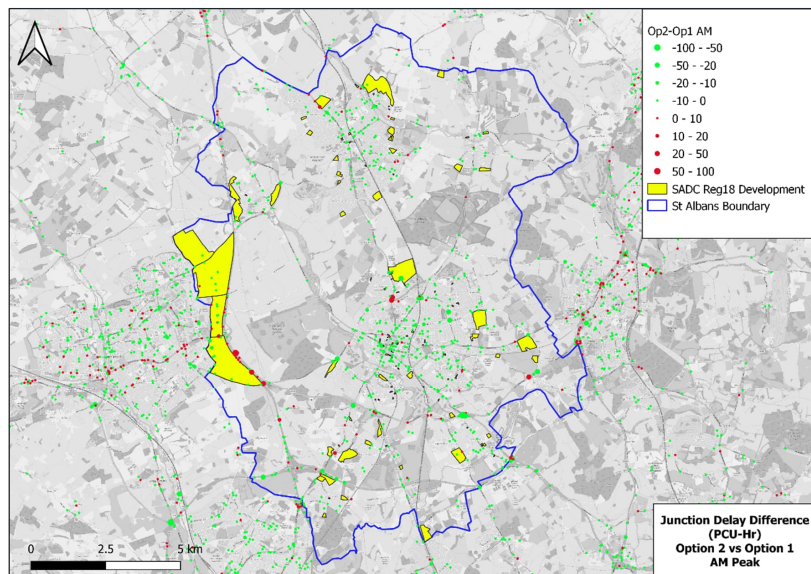 Op2-Op1 AM
-100 - -50
-50 - -20
-20 - -10
-10 - 0
0 - 10
10 - 20
20 - 50
50 - 100
SADC Reg18 Development
St Albans Boundary
0 2.5 5 km
Junction Delay Difference
(PCU-Hr)
Option 2 vs Option 1
AM Peak